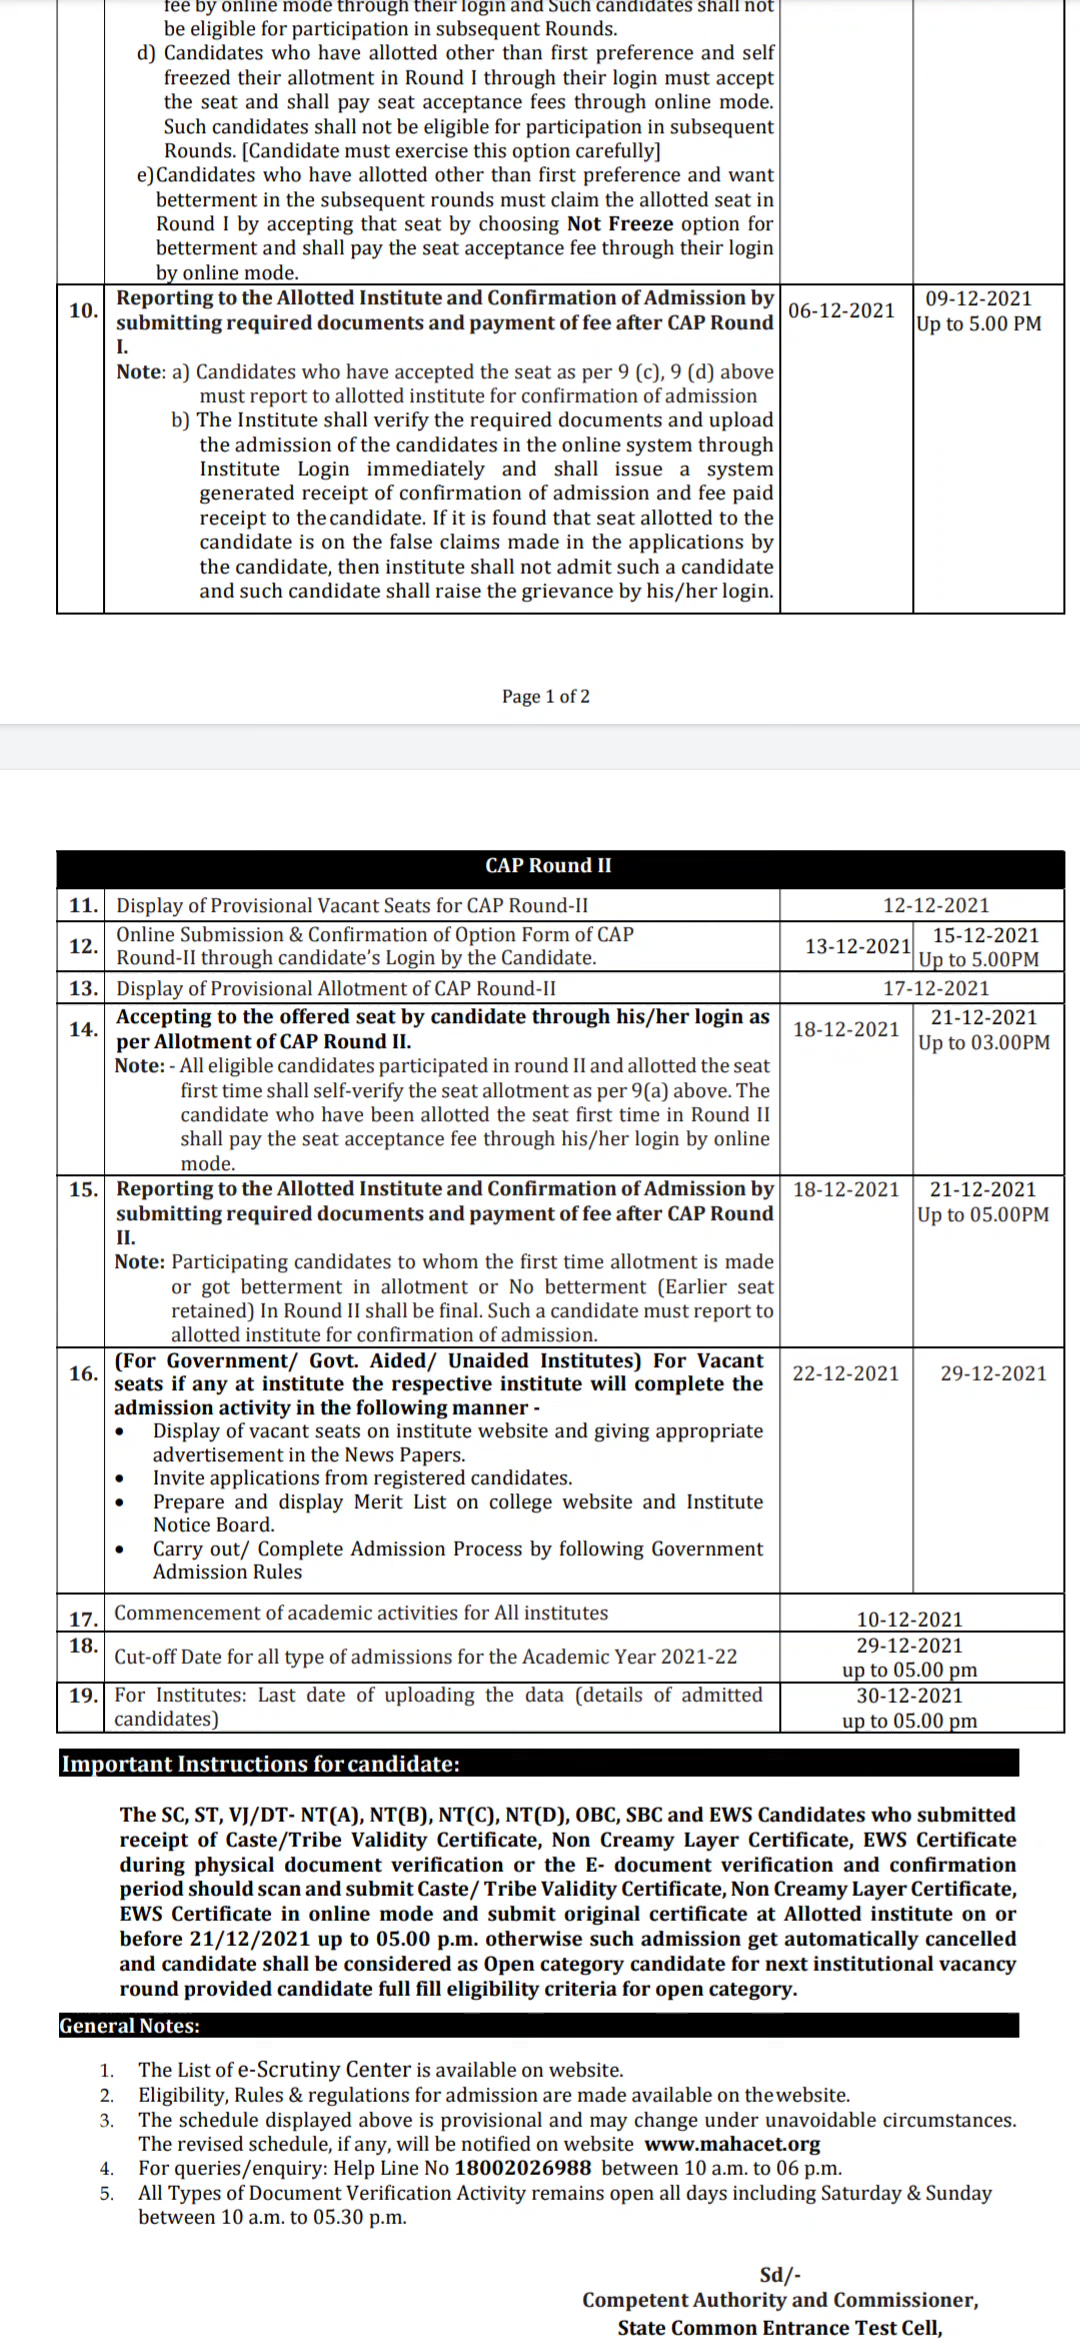 fee by online mode through their login and Such candidates shall not
be eligible for participation in subsequent Rounds.
d) Candidates who have allotted other than first preference and self
freezed their allotment in Round I through their login must accept
the seat and shall pay seat acceptance fees through online mode.
Such candidates shall not be eligible for participation in subsequent
Rounds. [Candidate must exercise this option carefully]
e)Candidates who have allotted other than first preference and want
betterment in the subsequent rounds must claim the allotted seat in
Round I by accepting that seat by choosing Not Freeze option for
betterment and shall pay the seat acceptance fee through their login
by online mode.
10. Reporting to the Allotted Institute and Confirmation of Admission by
submitting required documents and payment of fee after CAP Round
I.
06-12-2021
09-12-2021
Up to 5.00 PM
Note: a) Candidates who have accepted the seat as per 9 (c), 9 (d) above
must report to allotted institute for confirmation of admission
b) The Institute shall verify the required documents and upload
the admission of the candidates in the online system through
Institute Login immediately and shall issue a system
generated receipt of confirmation of admission and fee paid
receipt to the candidate. If it is found that seat allotted to the
candidate is on the false claims made in the applications by
the candidate, then institute shall not admit such a candidate
and such candidate shall raise the grievance by his/her login.
Page 1 of 2
CAP Round II
11. Display of Provisional Vacant Seats for CAP Round-II 12-12-2021
12. Online Submission & Confirmation of Option Form of CAP
Round-II through candidate's Login by the Candidate.
13-12-2021
15-12-2021
Up to 5.00PM
13. Display of Provisional Allotment of CAP Round-II 17-12-2021
14. Accepting to the offered seat by candidate through his/her login as
per Allotment of CAP Round II.
18-12-2021
21-12-2021
Up to 03.00PM
Note: - All eligible candidates participated in round II and allotted the seat
first time shall self-verify the seat allotment as per 9(a) above. The
candidate who have been allotted the seat first time in Round II
shall pay the seat acceptance fee through his/her login by online
mode.
15. Reporting to the Allotted Institute and Confirmation of Admission by
submitting required documents and payment of fee after CAP Round
II.
18-12-2021
21-12-2021
Up to 05.00PM
Note: Participating candidates to whom the first time allotment is made
or got betterment in allotment or No betterment (Earlier seat
retained) In Round II shall be final. Such a candidate must report to
allotted institute for confirmation of admission.
16. (For Government/ Govt. Aided/ Unaided Institutes) For Vacant
seats if any at institute the respective institute will complete the
admission activity in the following manner -
22-12-2021
29-12-2021
• Display of vacant seats on institute website and giving appropriate
advertisement in the News Papers.
• Invite applications from registered candidates.
• Prepare and display Merit List on college website and Institute
Notice Board.
• Carry out/ Complete Admission Process by following Government
Admission Rules
17. Commencement of academic activities for All institutes 10-12-2021
18. Cut-off Date for all type of admissions for the Academic Year 2021-22
29-12-2021
up to 05.00 pm
19. For Institutes: Last date of uploading the data (details of admitted
candidates)
30-12-2021
up to 05.00 pm
Important Instructions for candidate:
The SC, ST, VJ/DT- NT(A), NT(B), NT(C), NT(D), OBC, SBC and EWS Candidates who submitted
receipt of Caste/Tribe Validity Certificate, Non Creamy Layer Certificate, EWS Certificate
during physical document verification or the E- document verification and confirmation
period should scan and submit Caste/ Tribe Validity Certificate, Non Creamy Layer Certificate,
EWS Certificate in online mode and submit original certificate at Allotted institute on or
before 21/12/2021 up to 05.00 p.m. otherwise such admission get automatically cancelled
and candidate shall be considered as Open category candidate for next institutional vacancy
round provided candidate full fill eligibility criteria for open category.
General Notes:
1. The List of e-Scrutiny Center is available on website.
2. Eligibility, Rules & regulations for admission are made available on the website.
3. The schedule displayed above is provisional and may change under unavoidable circumstances.
The revised schedule, if any, will be notified on website www.mahacet.org
4. For queries/enquiry: Help Line No 18002026988 between 10 a.m. to 06 p.m.
5. All Types of Document Verification Activity remains open all days including Saturday & Sunday
between 10 a.m. to 05.30 p.m.
Sd/-
Competent Authority and Commissioner,
State Common Entrance Test Cell,